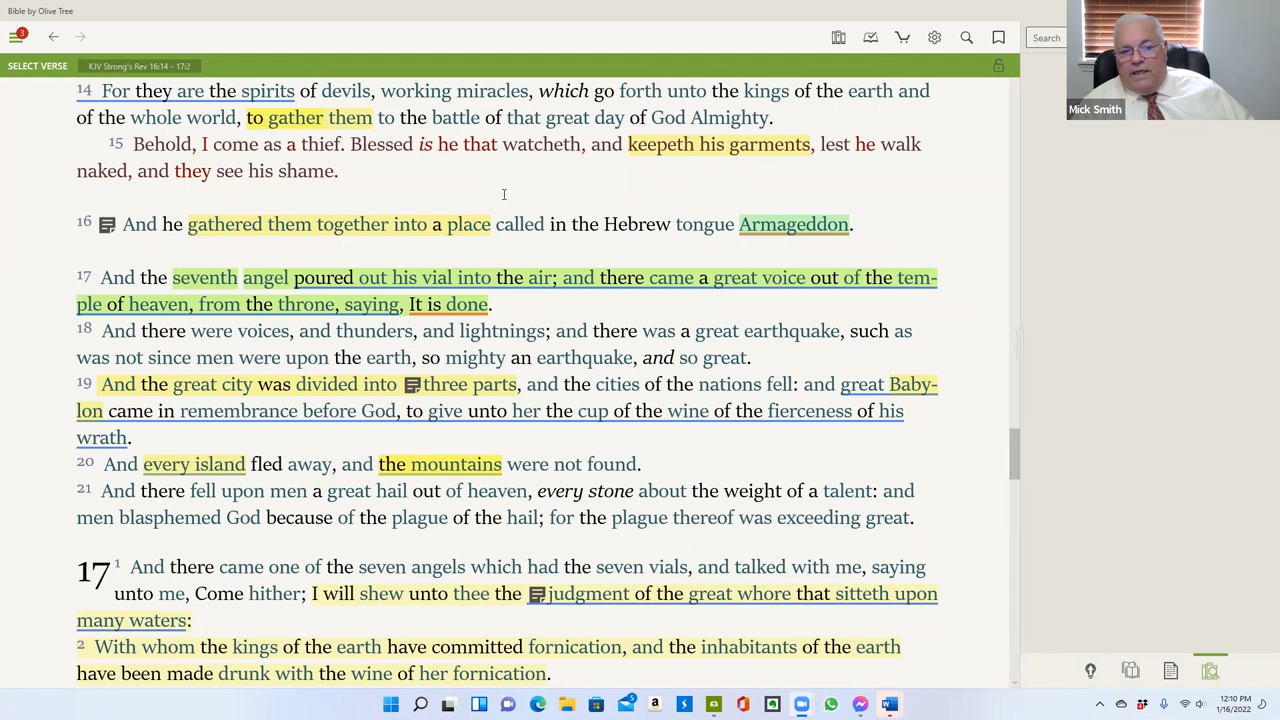 Bible by Olive Tree
3
Search
SELECT VERSE KJV Strong's Rev 16:14 - 17:2
Mick Smith
14 For they are the spirits of devils, working miracles, which go forth unto the kings of the earth and
of the whole world, to gather them to the battle of that great day of God Almighty.
15 Behold, I come as a thief. Blessed is he that watcheth, and keepeth his garments, lest he walk
naked, and they see his shame.
16 And he gathered them together into a place called in the Hebrew tongue Armageddon.
17 And the seventh angel poured out his vial into the air; and there came a great voice out of the tem-
ple of heaven, from the throne, saying, It is done.
18 And there were voices, and thunders, and lightnings; and there was a great earthquake, such as
was not since men were upon the earth, so mighty an earthquake, and so great.
19 And the great city was divided into three parts, and the cities of the nations fell: and great Baby-
lon came in remembrance before God, to give unto her the cup of the wine of the fierceness of his
wrath.
20 And every island fled away, and the mountains were not found.
21 And there fell upon men a great hail out of heaven, every stone about the weight of a talent: and
men blasphemed God because of the plague of the hail; for the plague thereof was exceeding great.
17 1 And there came one of the seven angels which had the seven vials, and talked with me, saying
unto me, Come hither; I will shew unto thee the judgment of the great whore that sitteth upon
many waters:
2 With whom the kings of the earth have committed fornication, and the inhabitants of the earth
have been made drunk with the wine of her fornication.
12:10 PM
1/16/2022